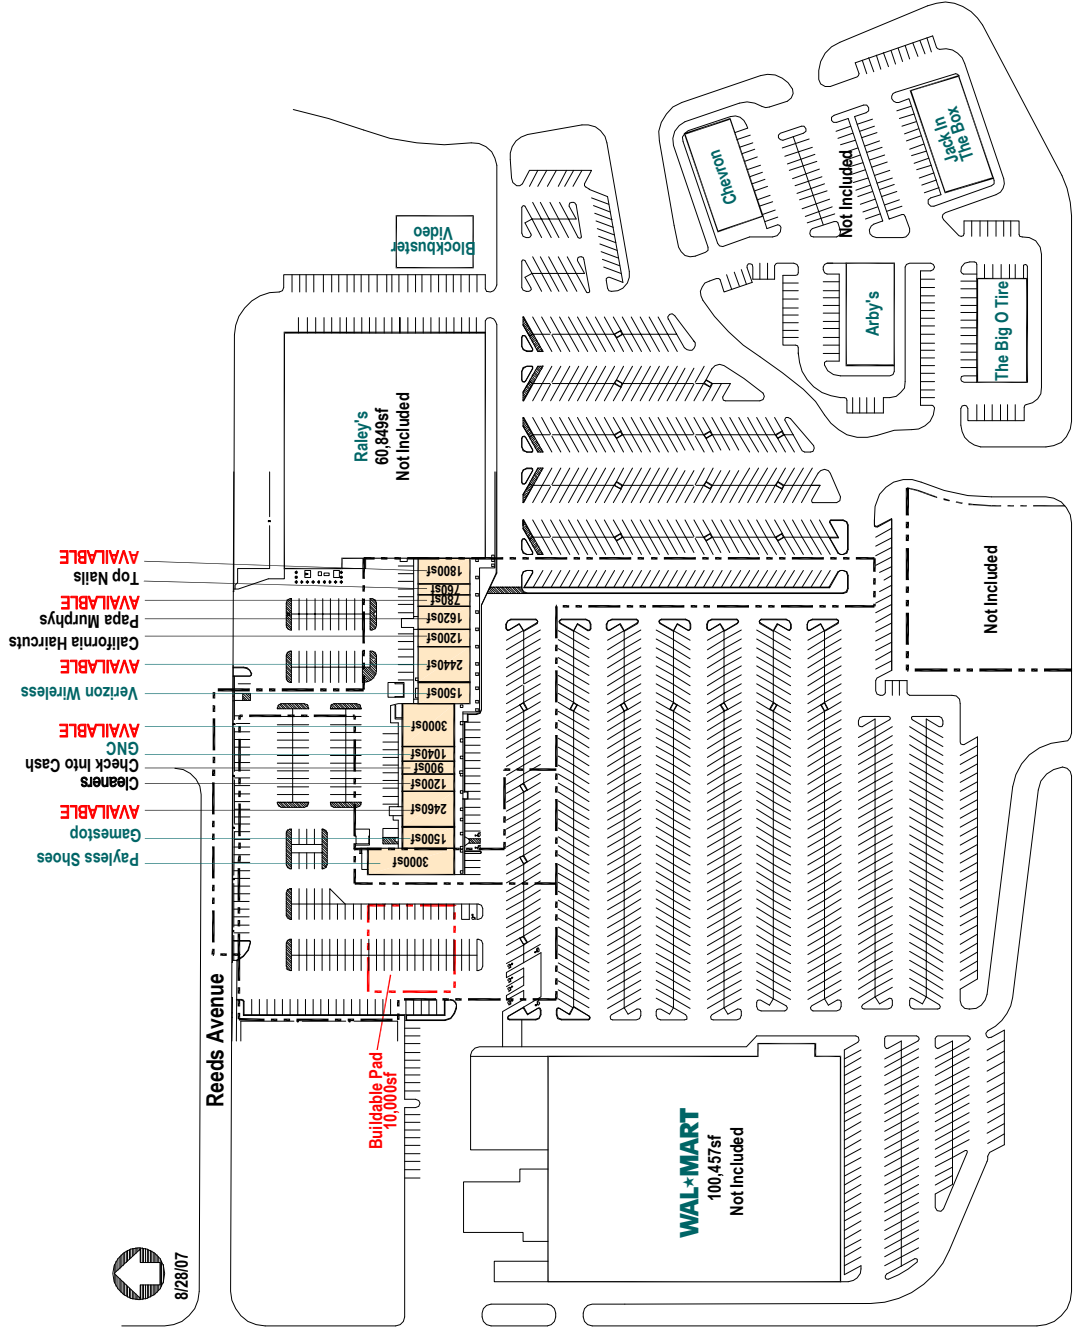 Blockbuster
Video
Chevron
Not Included
Jack In
The Box
Arby's
The Big O Tire
Raley's
60,849sf
Not Included
Not Included
AVAILABLE
Top Nails
AVAILABLE
Papa Murphys
California Haircuts
AVAILABLE
Verizon Wireless
AVAILABLE
GNC
Check Into Cash
Cleaners
AVAILABLE
Gamestop
Payless Shoes
1800sf
760sf
780sf
1620sf
1200sf
2440sf
1500sf
3000sf
1040sf
900sf
1200sf
2460sf
1500sf
3000sf
Reeds Avenue
Buildable Pad
10,000sf
WAL★MART
100,457sf
Not Included
8/28/07